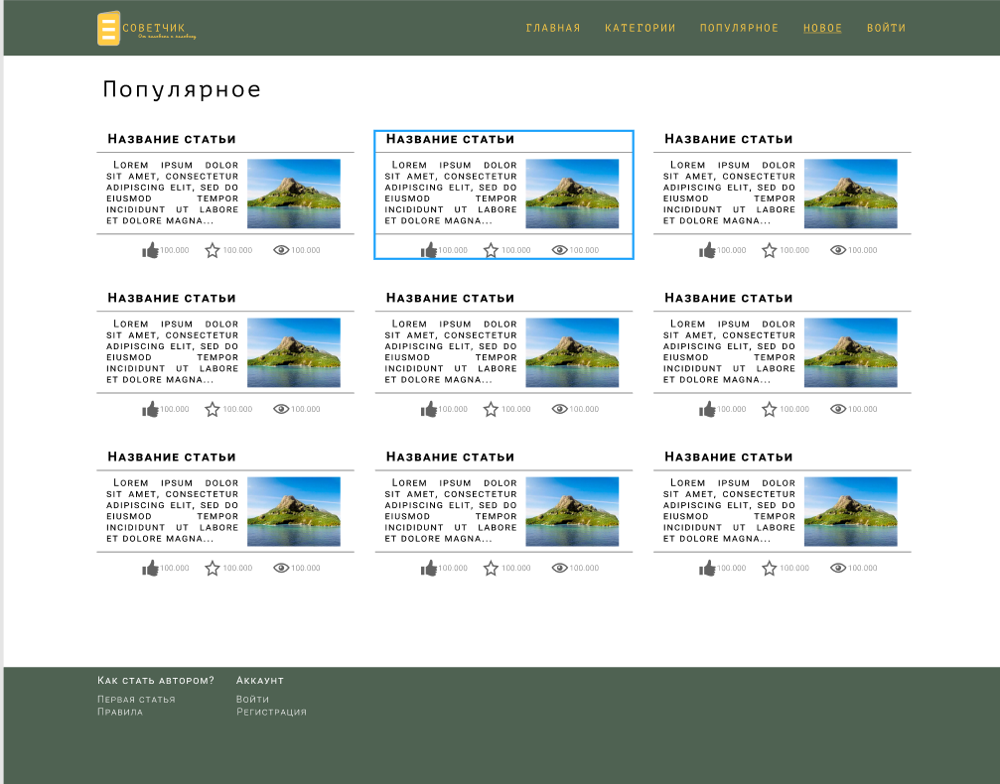 СОВЕТЧИК
От человека к человеку
ГЛАВНАЯ КАТЕГОРИИ ПОПУЛЯРНОЕ НОВОЕ ВОЙТИ
Популярное
Название статьи
Lorem ipsum dolor
sit amet, consectetur
adipiscing elit, sed do
eiusmod tempor
incididunt ut labore
et dolore magna...
100.000 100.000 100.000
Название статьи
Lorem ipsum dolor
sit amet, consectetur
adipiscing elit, sed do
eiusmod tempor
incididunt ut labore
et dolore magna...
100.000 100.000 100.000
Название статьи
Lorem ipsum dolor
sit amet, consectetur
adipiscing elit, sed do
eiusmod tempor
incididunt ut labore
et dolore magna...
100.000 100.000 100.000
Название статьи
Lorem ipsum dolor
sit amet, consectetur
adipiscing elit, sed do
eiusmod tempor
incididunt ut labore
et dolore magna...
100.000 100.000 100.000
Название статьи
Lorem ipsum dolor
sit amet, consectetur
adipiscing elit, sed do
eiusmod tempor
incididunt ut labore
et dolore magna...
100.000 100.000 100.000
Название статьи
Lorem ipsum dolor
sit amet, consectetur
adipiscing elit, sed do
eiusmod tempor
incididunt ut labore
et dolore magna...
100.000 100.000 100.000
Название статьи
Lorem ipsum dolor
sit amet, consectetur
adipiscing elit, sed do
eiusmod tempor
incididunt ut labore
et dolore magna...
100.000 100.000 100.000
Название статьи
Lorem ipsum dolor
sit amet, consectetur
adipiscing elit, sed do
eiusmod tempor
incididunt ut labore
et dolore magna...
100.000 100.000 100.000
Название статьи
Lorem ipsum dolor
sit amet, consectetur
adipiscing elit, sed do
eiusmod tempor
incididunt ut labore
et dolore magna...
100.000 100.000 100.000
Как стать автором?
Первая статья
Правила
Аккаунт
Войти
Регистрация